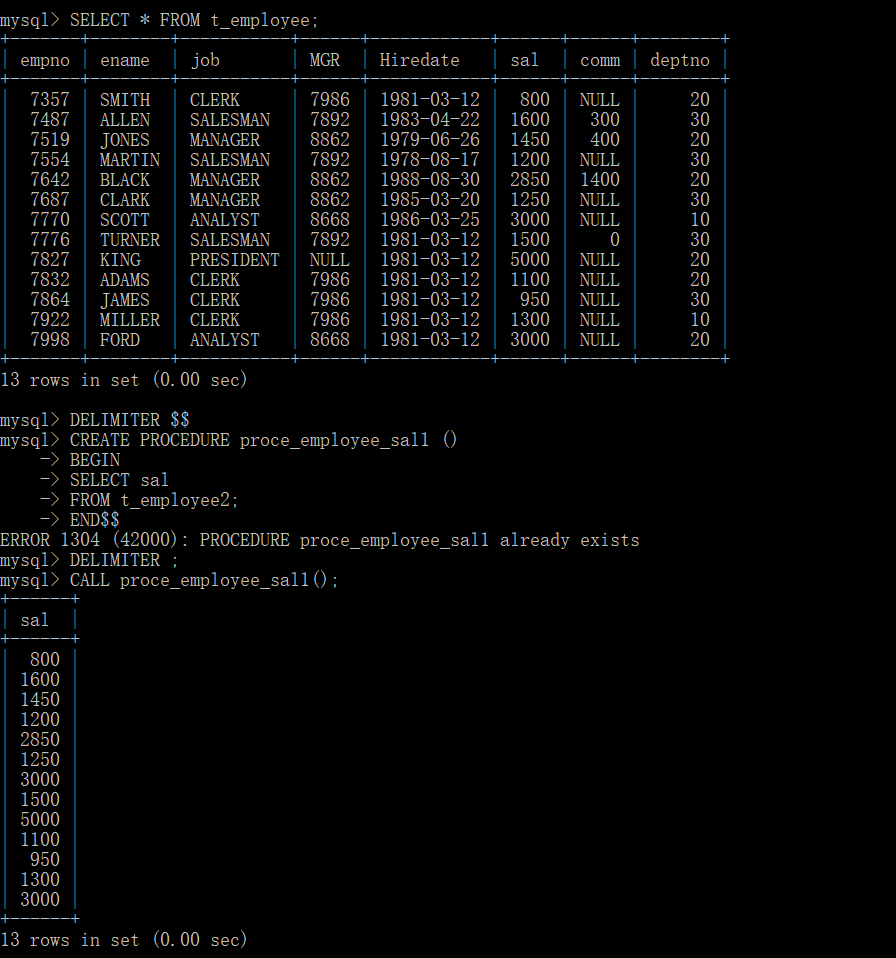 mysql> SELECT * FROM t_employee;
+-------+--------+-----------+------+------------+------+------+--------+
| empno | ename  | job       | MGR  | Hiredate   | sal  | comm | deptno |
+-------+--------+-----------+------+------------+------+------+--------+
|  7357 | SMITH  | CLERK     | 7986 | 1981-03-12 |  800 | NULL |     20 |
|  7487 | ALLEN  | SALESMAN  | 7892 | 1983-04-22 | 1600 |  300 |     30 |
|  7519 | JONES  | MANAGER   | 8862 | 1979-06-26 | 1450 |  400 |     20 |
|  7554 | MARTIN | SALESMAN  | 7892 | 1978-08-17 | 1200 | NULL |     30 |
|  7642 | BLACK  | MANAGER   | 8862 | 1988-08-30 | 2850 | 1400 |     20 |
|  7687 | CLARK  | MANAGER   | 8862 | 1985-03-20 | 1250 | NULL |     30 |
|  7770 | SCOTT  | ANALYST   | 8668 | 1986-03-25 | 3000 | NULL |     10 |
|  7776 | TURNER | SALESMAN  | 7892 | 1981-03-12 | 1500 |    0 |     30 |
|  7827 | KING   | PRESIDENT | NULL | 1981-03-12 | 5000 | NULL |     20 |
|  7832 | ADAMS  | CLERK     | 7986 | 1981-03-12 | 1100 | NULL |     20 |
|  7864 | JAMES  | CLERK     | 7986 | 1981-03-12 |  950 | NULL |     30 |
|  7922 | MILLER | CLERK     | 7986 | 1981-03-12 | 1300 | NULL |     10 |
|  7998 | FORD   | ANALYST   | 8668 | 1981-03-12 | 3000 | NULL |     20 |
+-------+--------+-----------+------+------------+------+------+--------+
13 rows in set (0.00 sec)
mysql> DELIMITER $$
mysql> CREATE PROCEDURE proce_employee_sal1 ()
    -> BEGIN
    -> SELECT sal
    -> FROM t_employee2;
    -> END$$
ERROR 1304 (42000): PROCEDURE proce_employee_sal1 already exists
mysql> DELIMITER ;
mysql> CALL proce_employee_sal1();
+------+
| sal  |
+------+
|  800 |
| 1600 |
| 1450 |
| 1200 |
| 2850 |
| 1250 |
| 3000 |
| 1500 |
| 5000 |
| 1100 |
|  950 |
| 1300 |
| 3000 |
+------+
13 rows in set (0.00 sec)